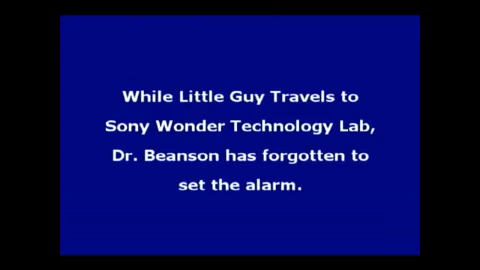 While Little Guy Travels to
Sony Wonder Technology Lab,
Dr. Beanson has forgotten to
set the alarm.